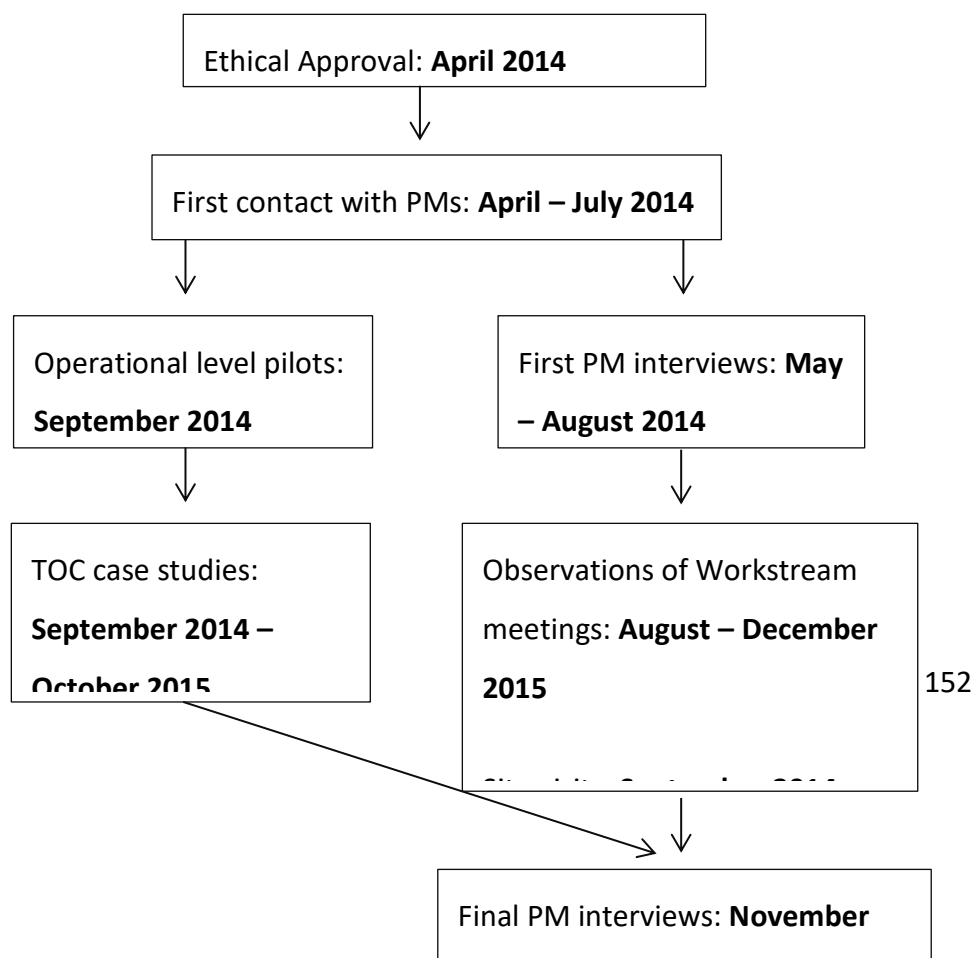 Ethical Approval: April 2014
First contact with PMs: April – July 2014
Operational level pilots:
September 2014
First PM interviews: May
– August 2014
TOC case studies:
September 2014 –
October 2015
Observations of Workstream
meetings: August – December
2015
152
Final PM interviews: November